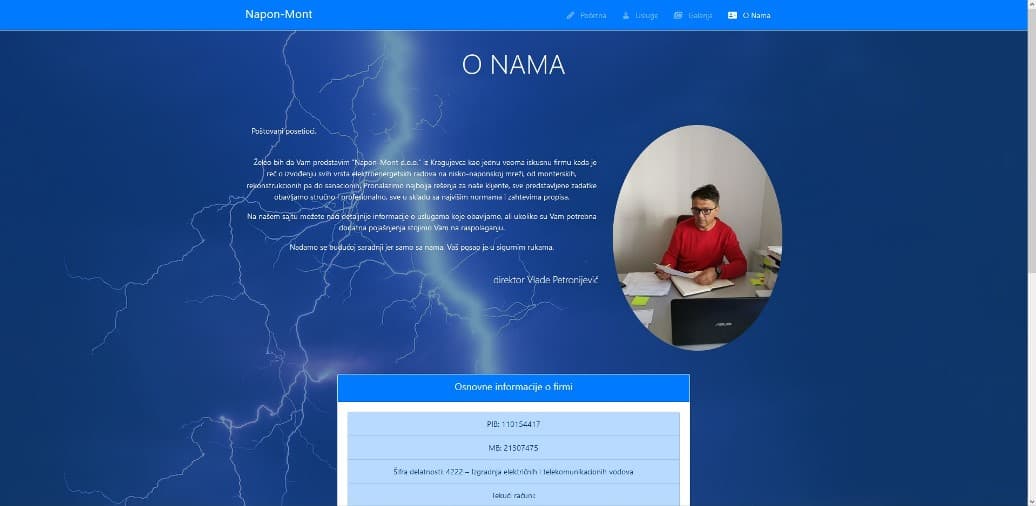 Napon-Mont
Početna Usluge Galerija O Nama
O NAMA
Poštovani posetioci,
Želeo bih da Vam predstavim "Napon-Mont d.o.o." iz Kragujevca kao jednu veoma iskusnu firmu kada je
reč o izvođenju svih vrsta elektroenergetskih radova na nisko-naponskoj mreži, od monterskih,
rekonstrukcionih pa do sanacionih. Pronalazimo najbolja rešenja za naše klijente, sve predstavljene zadatke
obavljamo stručno i profesionalno, sve u skladu sa najvišim normama i zahtevima propisa.
Na našem sajtu možete naći detaljnije informacije o uslugama koje obavljamo, ali ukoliko su Vam potrebna
dodatna pojašnjenja stojimo Vam na raspolaganju.
Nadamo se budućoj saradnji jer samo sa nama, Vaš posao je u sigurnim rukama.
direktor Vlade Petronijević
ASUS
Osnovne informacije o firmi
PIB: 110154417
MB: 21307475
Šifra delatnosti: 4222 – Izgradnja električnih i telekomunikacionih vodova
Tekući računi: